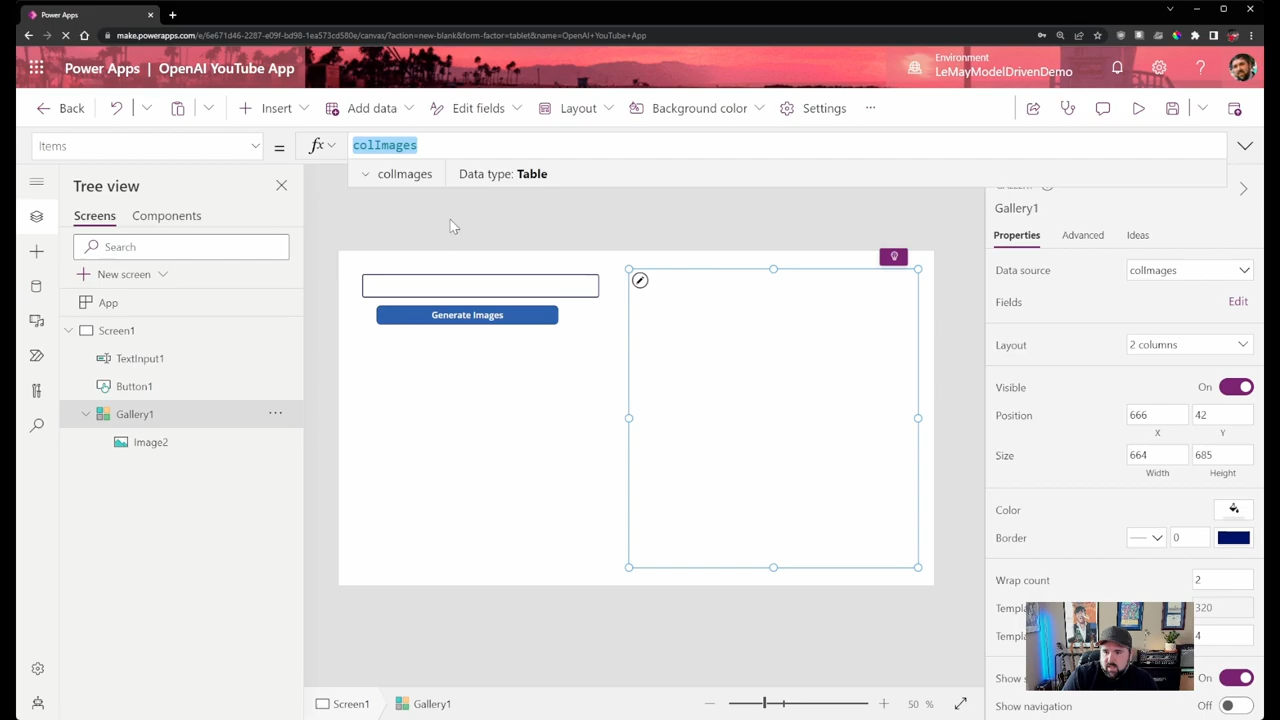 Power Apps
make.powerapps.com/e/6e671d46-2287-e09f-bd98-1ea573cd580e/canvas/?action=new-blank&form-factor=tablet&name=OpenAI+YouTube+App
Power Apps | OpenAI YouTube App
Environment
LeMayModelDrivenDemo
Back
Insert
Add data
Edit fields
Layout
Background color
Settings
Items
=
fx
colImages
colImages
Data type: Table
Tree view
Screens
Components
Search
New screen
App
Screen1
TextInput1
Button1
Gallery1
Image2
Generate Images
Gallery1
Properties
Advanced
Ideas
Data source
colImages
Fields
Edit
Layout
2 columns
Visible
On
Position
666
42
X
Y
Size
664
685
Width
Height
Color
Border
0
Wrap count
2
Templa
320
Templa
4
Show s
On
Show navigation
Off
Screen1
Gallery1
50 %